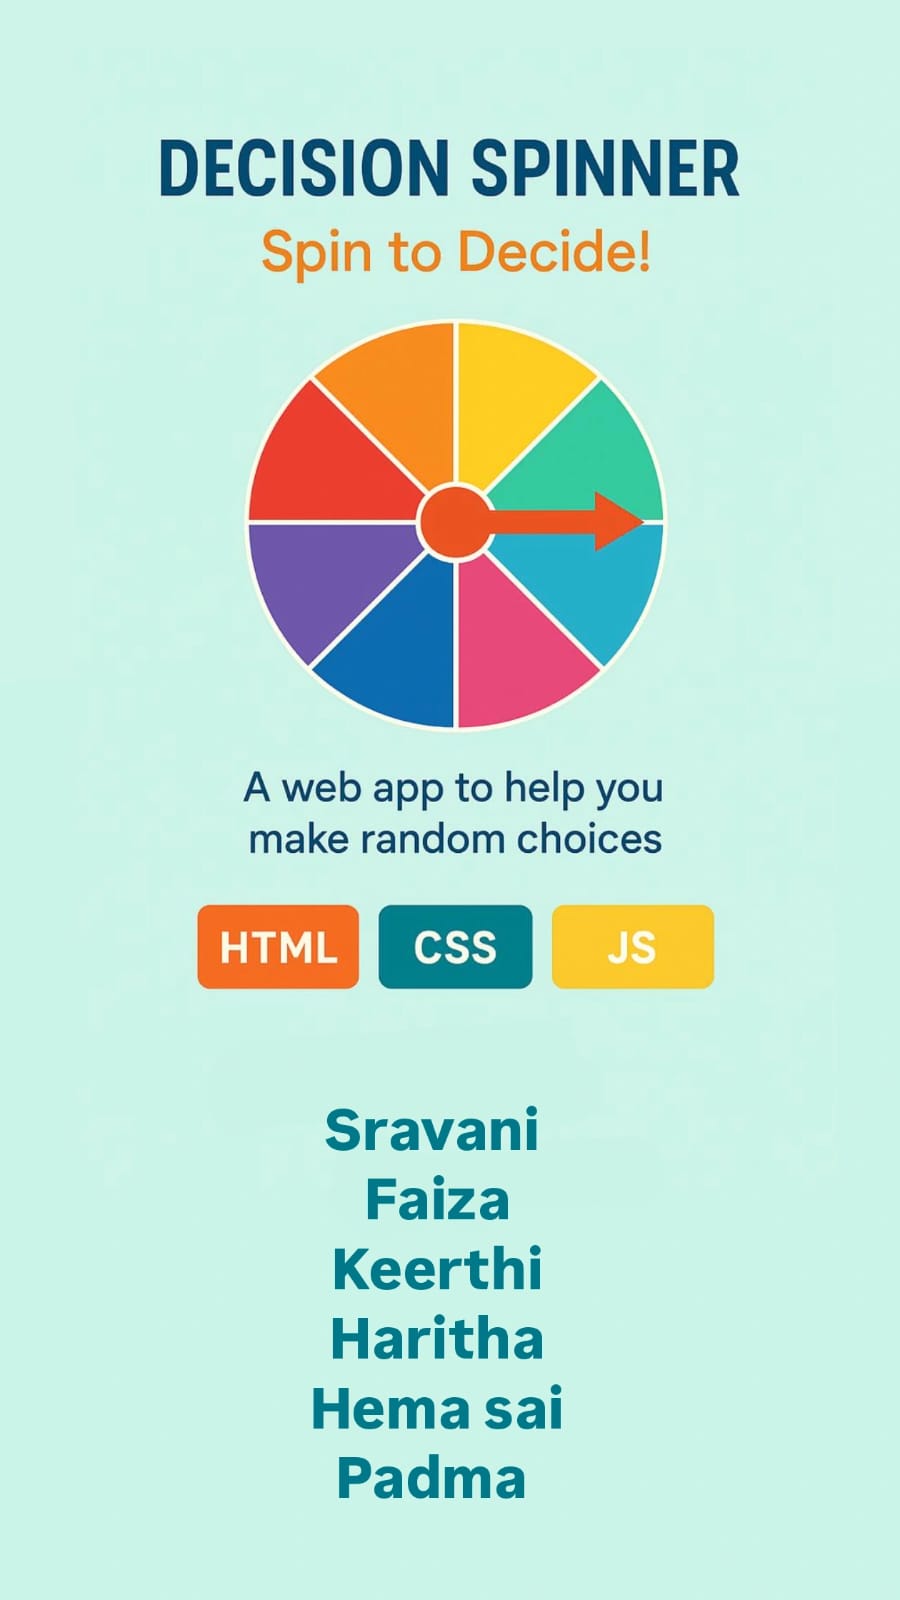 DECISION SPINNER
Spin to Decide!
A web app to help you
make random choices
HTML CSS JS
Sravani
Faiza
Keerthi
Haritha
Hema sai
Padma